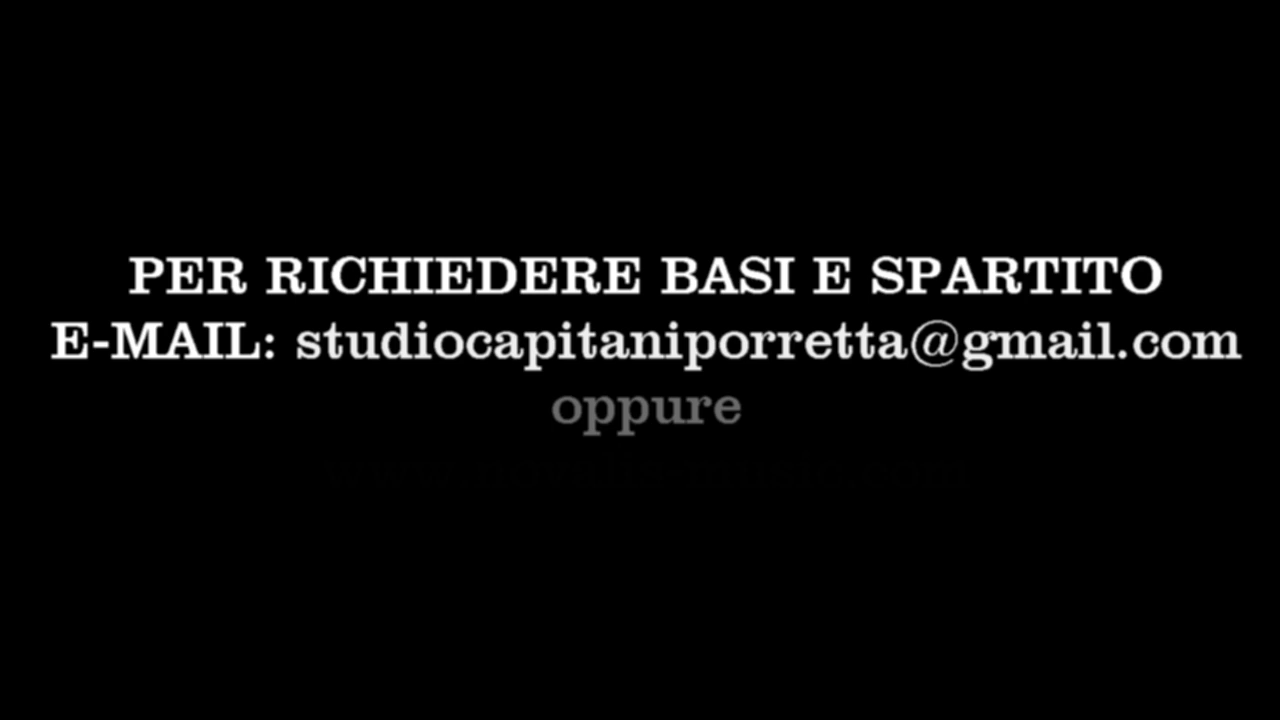 PER RICHIEDERE BASI E SPARTITO
E-MAIL: studiocapitaniporretta@gmail.com
oppure